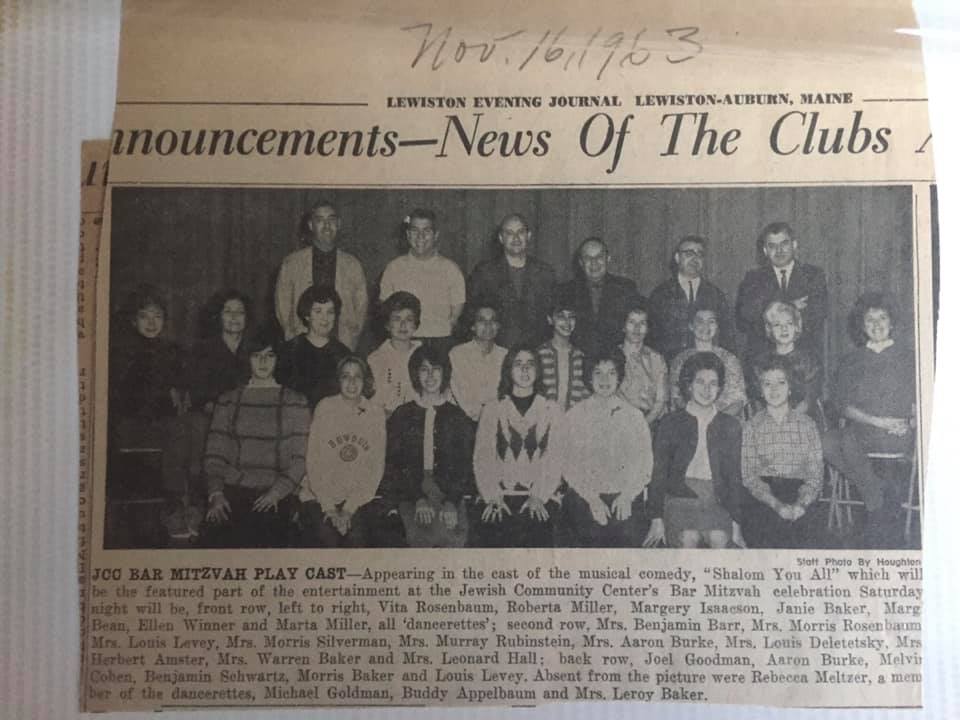 Nov. 16, 1963
LEWISTON EVENING JOURNAL LEWISTON-AUBURN, MAINE
nnouncements—News Of The Clubs
BOWDOIN
Staff Photo By Houghton
JCC BAR MITZVAH PLAY CAST—Appearing in the cast of the musical comedy, "Shalom You All" which will
be the featured part of the entertainment at the Jewish Community Center's Bar Mitzvah celebration Saturday
night will be, front row, left to right, Vita Rosenbaum, Roberta Miller, Margery Isaacson, Janie Baker, Marg
Bean, Ellen Winner and Marta Miller, all 'dancerettes'; second row, Mrs. Benjamin Barr, Mrs. Morris Rosenbaum
Mrs. Louis Levey, Mrs. Morris Silverman, Mrs. Murray Rubinstein, Mrs. Aaron Burke, Mrs. Louis Deletetsky, Mrs
Herbert Amster, Mrs. Warren Baker and Mrs. Leonard Hall; back row, Joel Goodman, Aaron Burke, Melvin
Cohen, Benjamin Schwartz, Morris Baker and Louis Levey. Absent from the picture were Rebecca Meltzer, a mem
ber of the dancerettes, Michael Goldman, Buddy Appelbaum and Mrs. Leroy Baker.